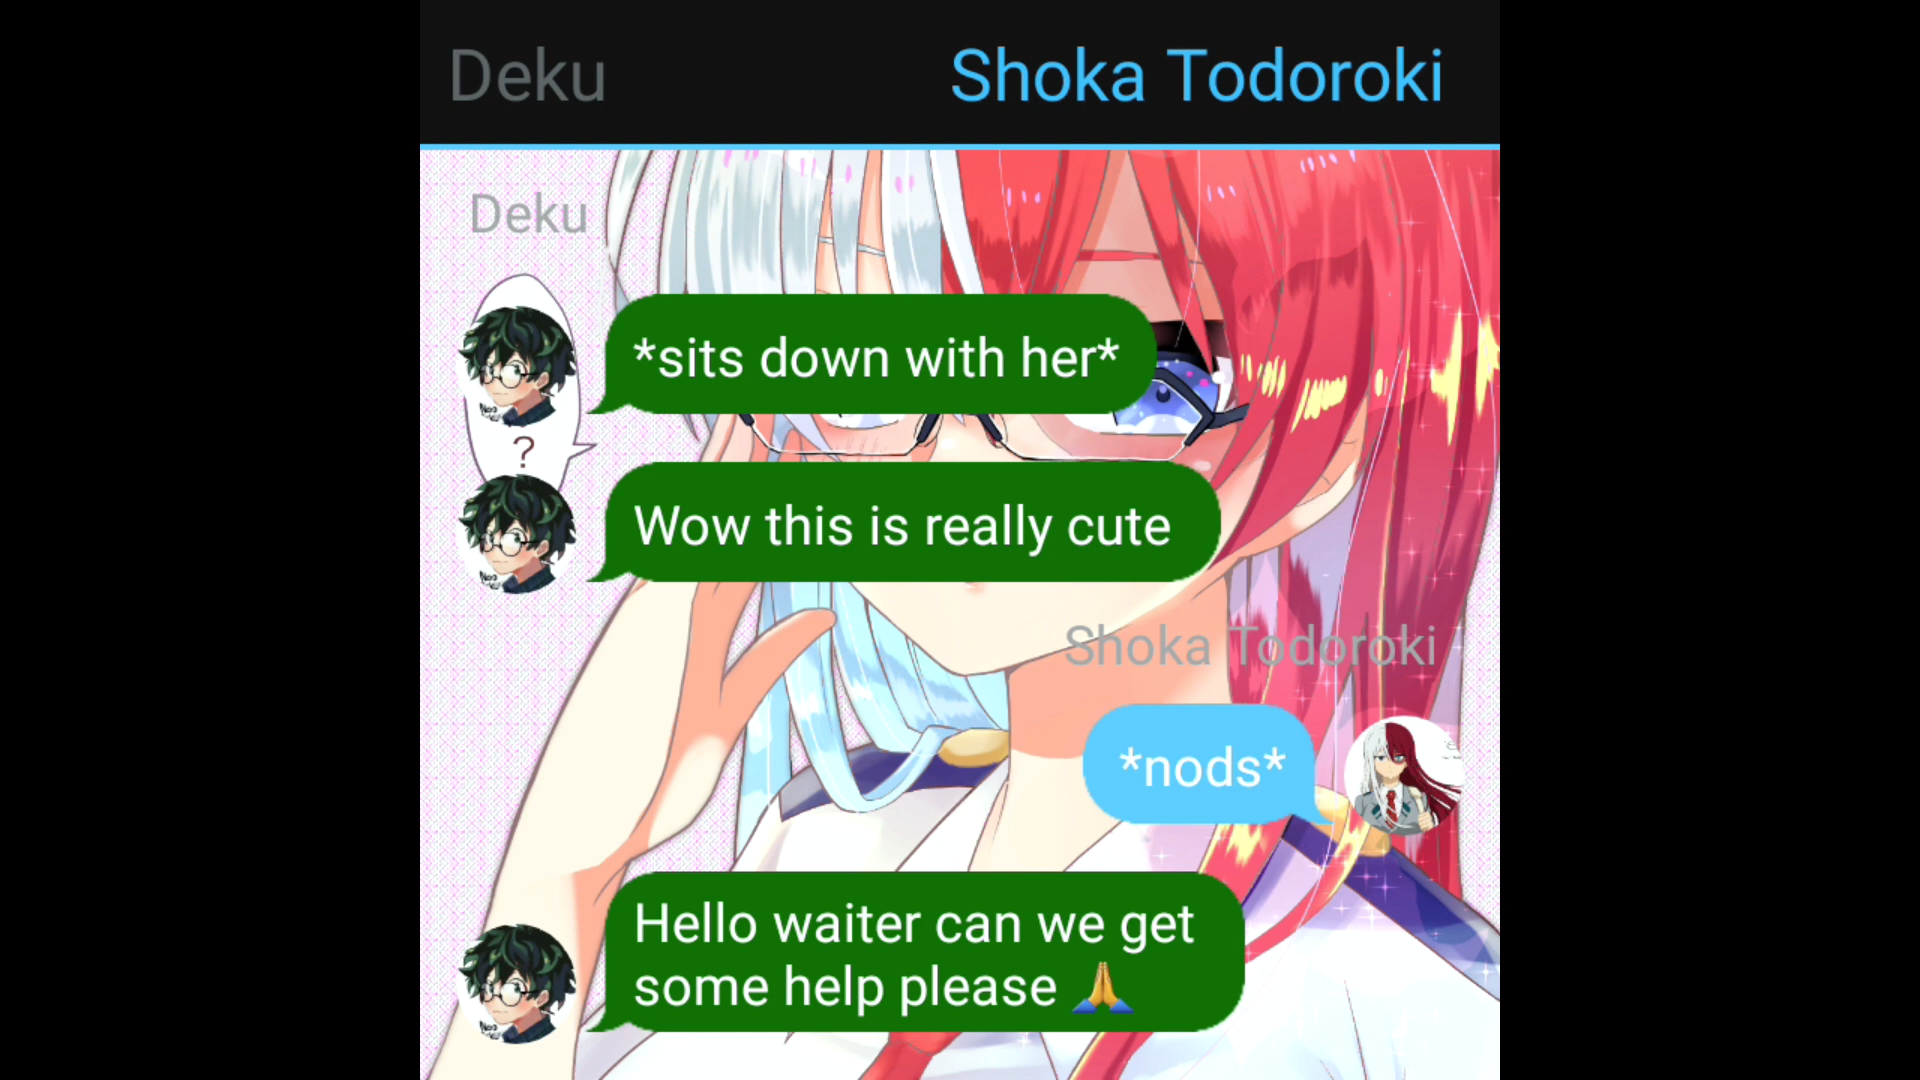 Deku
Shoka Todoroki
Deku
*sits down with her*
?
Wow this is really cute
Shoka Todoroki
*nods*
Hello waiter can we get
some help please 🙏